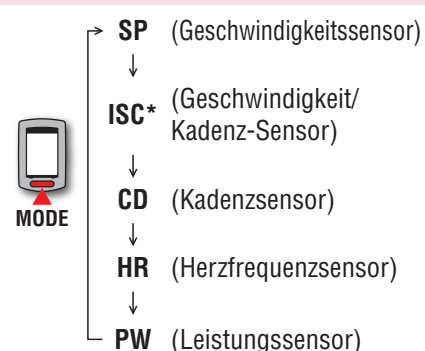 SP (Geschwindigkeitssensor)
ISC* (Geschwindigkeit/
Kadenz-Sensor)
MODE
CD (Kadenzsensor)
HR (Herzfrequenzsensor)
PW (Leistungssensor)